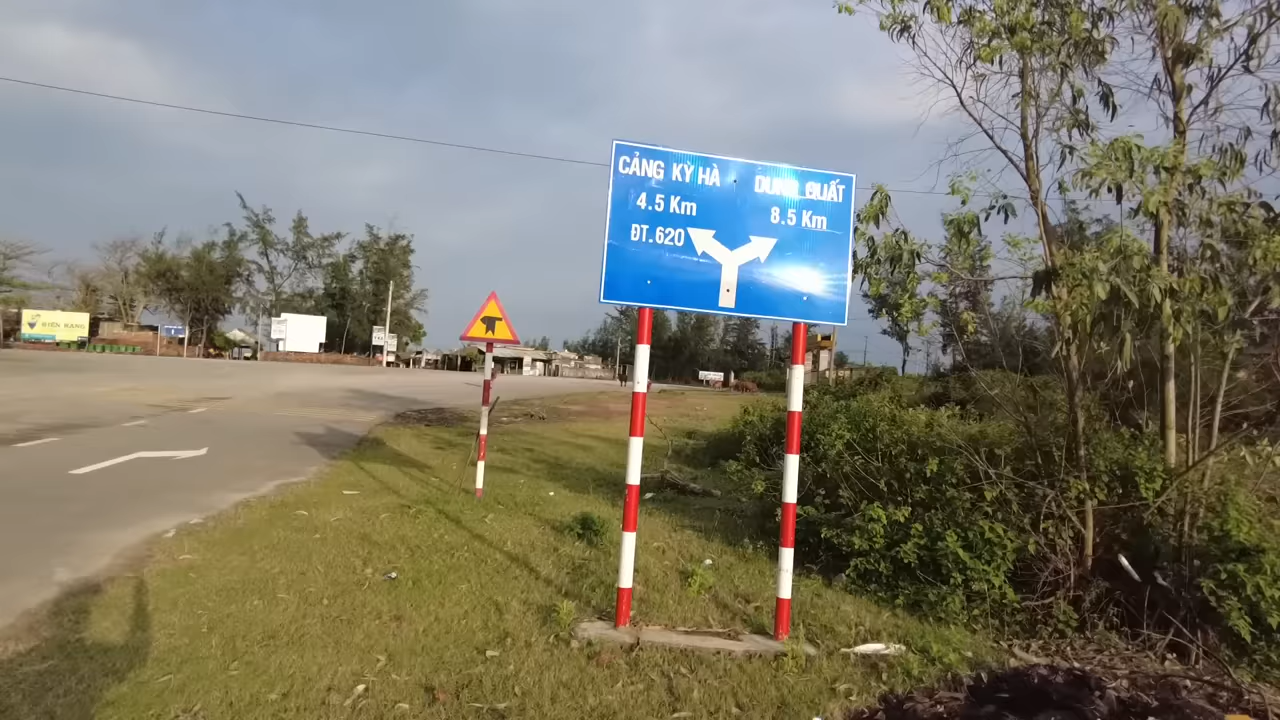 CẢNG KỲ HÀ
4.5 Km
ĐT.620
DUNG QUẤT
8.5 Km